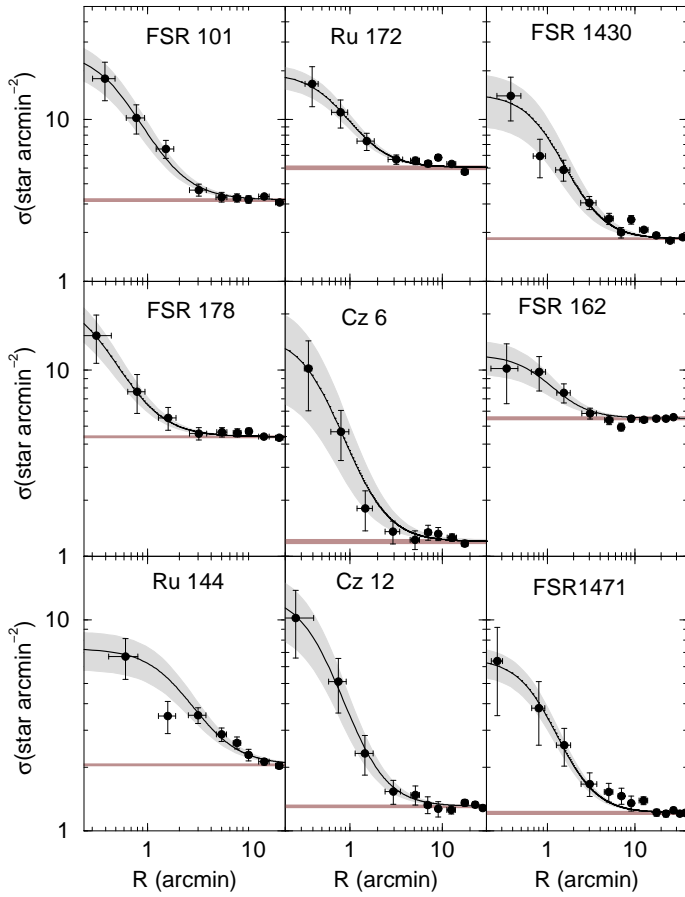 FSR 101
Ru 172
FSR 1430
σ(star arcmin−2)
10
1
FSR 178
Cz 6
FSR 162
σ(star arcmin−2)
10
1
Ru 144
Cz 12
FSR1471
σ(star arcmin−2)
10
1
1 10
1 10
1 10
R (arcmin)
R (arcmin)
R (arcmin)